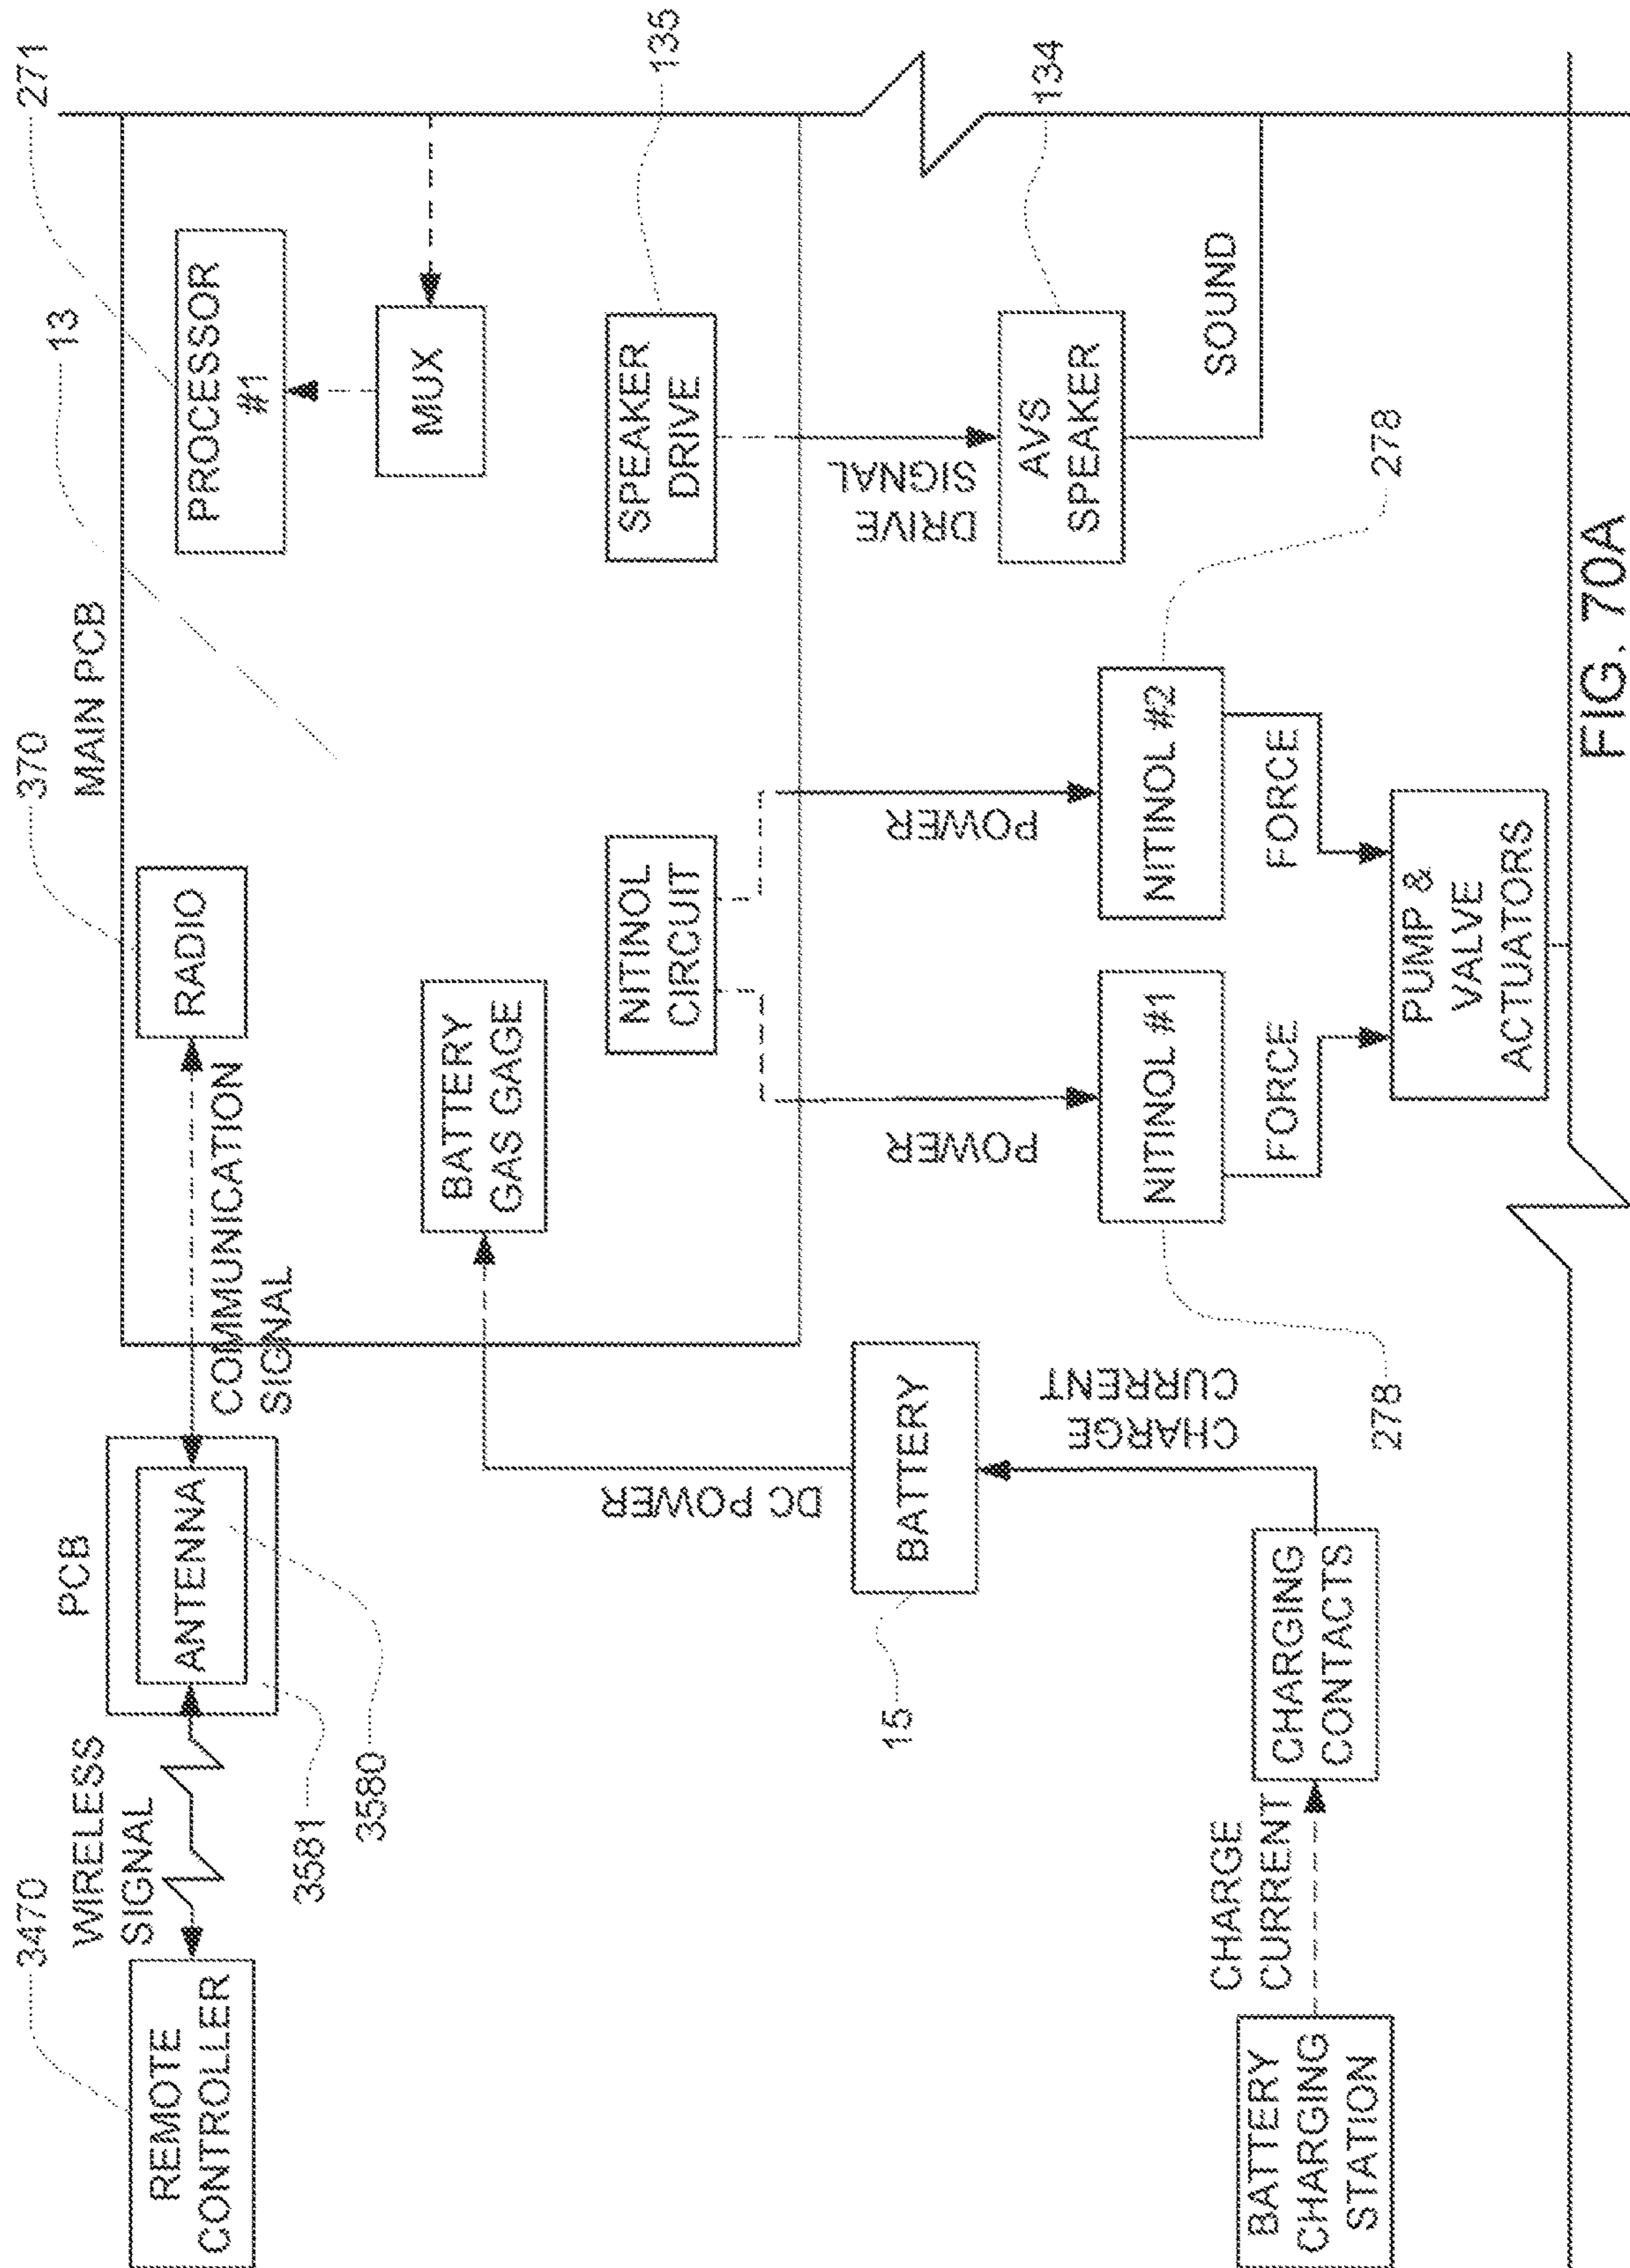 3470
370
13
271
WIRELESS
SIGNAL
PCB
MAIN PCB
REMOTE
CONTROLLER
ANTENNA
RADIO
PROCESSOR
#1
COMMUNICATION
SIGNAL
3581
3580
MUX
135
BATTERY
GAS GAGE
NITINOL
CIRCUIT
SPEAKER
DRIVE
DC POWER
15
BATTERY
POWER
POWER
DRIVE
SIGNAL
134
AVS
SPEAKER
CHARGE
CURRENT
NITINOL #1
NITINOL #2
SOUND
CHARGE
CURRENT
FORCE
FORCE
BATTERY
CHARGING
STATION
CHARGING
CONTACTS
278
278
PUMP &
VALVE
ACTUATORS
FIG. 70A